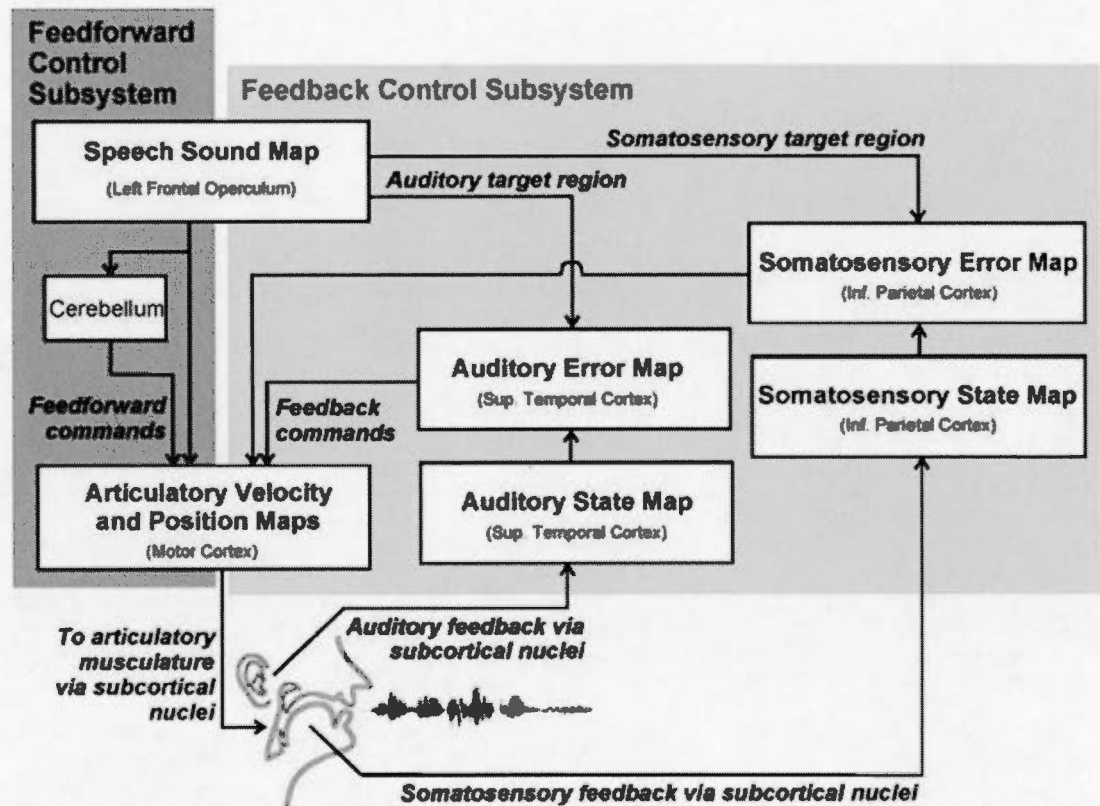 Feedforward
Control
Subsystem
Feedback Control Subsystem
Speech Sound Map
(Left Frontal Operculum)
Somatosensory target region
Auditory target region
Cerebellum
Somatosensory Error Map
(Inf. Parietal Cortex)
Auditory Error Map
(Sup. Temporal Cortex)
Somatosensory State Map
(Inf. Parietal Cortex)
Feedforward
commands
Feedback
commands
Articulatory Velocity
and Position Maps
(Motor Cortex)
Auditory State Map
(Sup. Temporal Cortex)
To articulatory
musculature
via subcortical
nuclei
Auditory feedback via
subcortical nuclei
Somatosensory feedback via subcortical nuclei